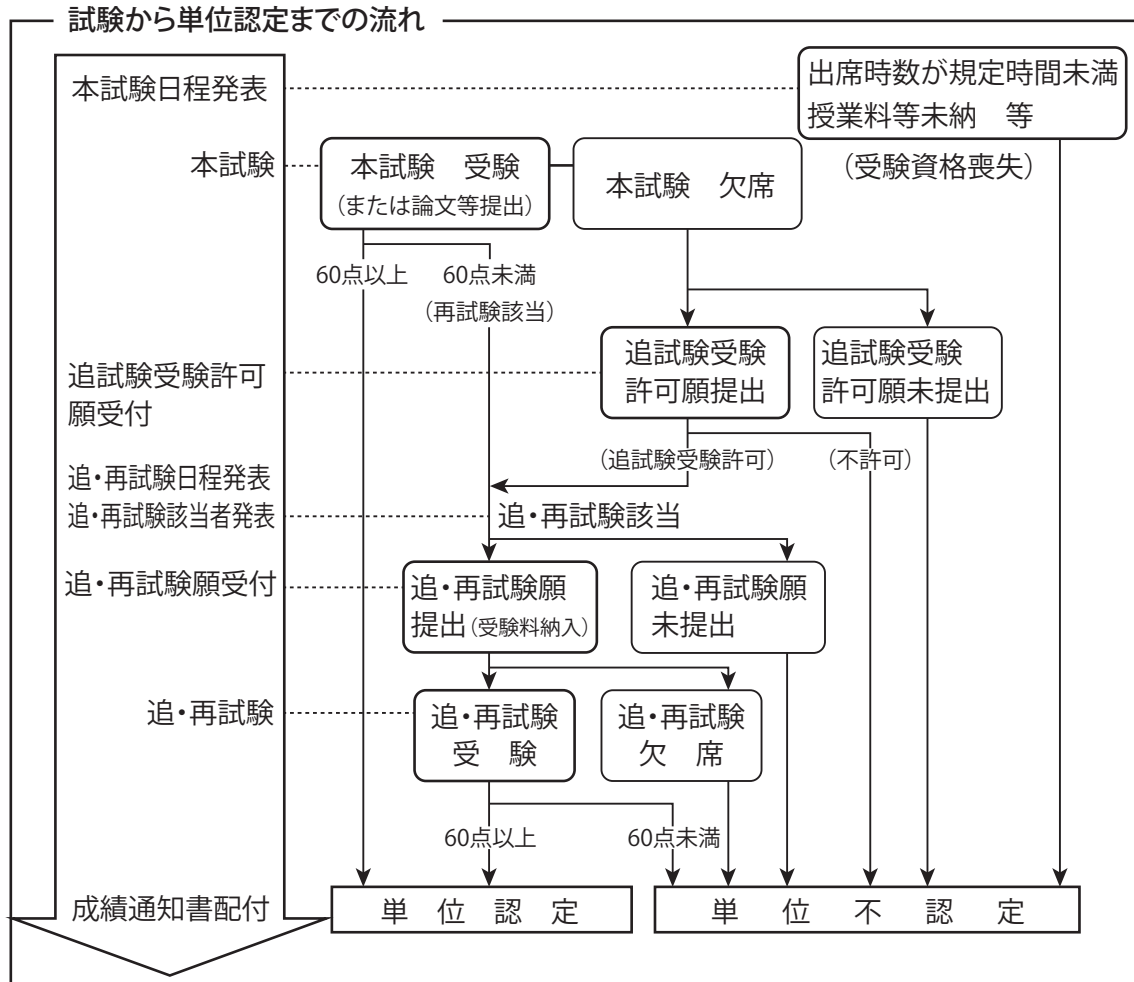 試験から単位認定までの流れ
本試験日程発表
出席時数が規定時間未満
授業料等未納　等
（受験資格喪失）
本試験
本試験　受験
（または論文等提出）
本試験　欠席
60点以上
60点未満
（再試験該当）
追試験受験許可
願受付
追試験受験
許可願提出
追試験受験
許可願未提出
（追試験受験許可）
（不許可）
追・再試験日程発表
追・再試験該当者発表
追・再試験該当
追・再試験願受付
追・再試験願
提出（受験料納入）
追・再試験願
未提出
追・再試験
追・再試験
受　験
追・再試験
欠　席
60点以上
60点未満
成績通知書配付
単　位　認　定
単　位　不　認　定